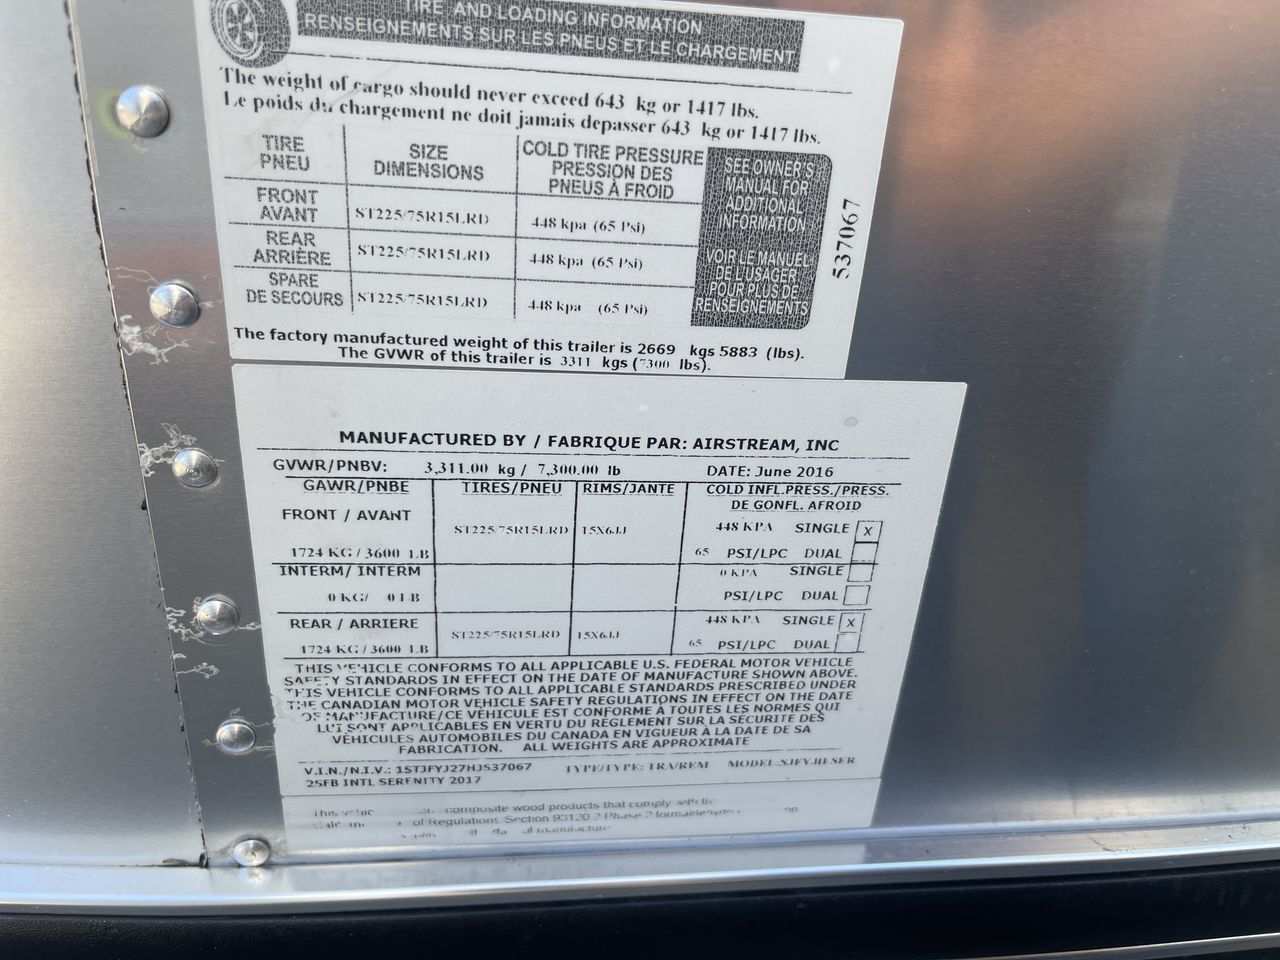 TIRE AND LOADING INFORMATION
RENSEIGNEMENTS SUR LES PNEUS ET LE CHARGEMENT
The weight of cargo should never exceed 643 kg or 1417 lbs.
Le poids du chargement ne doit jamais depasser 643 kg or 1417 lbs.
TIRE PNEU SIZE DIMENSIONS COLD TIRE PRESSURE PRESSION DES PNEUS À FROID
FRONT AVANT ST225/75R15LRD 448 kpa (65 Psi)
REAR ARRIÈRE ST225/75R15LRD 448 kpa (65 Psi)
SPARE DE SECOURS ST225/75R15LRD 448 kpa (65 Psi)
SEE OWNER'S
MANUAL FOR
ADDITIONAL
INFORMATION
VOIR LE MANUEL
DE L'USAGER
POUR PLUS DE
RENSEIGNEMENTS
537067
The factory manufactured weight of this trailer is 2669 kgs 5883 (lbs).
The GVWR of this trailer is 3311 kgs (7300 lbs).
MANUFACTURED BY / FABRIQUE PAR: AIRSTREAM, INC
GVWR/PNBV: 3,311.00 kg / 7,300.00 lb DATE: June 2016
GAWR/PNBE TIRES/PNEU RIMS/JANTE COLD INFL.PRESS./PRESS.
DE GONFL. AFROID
FRONT / AVANT ST225/75R15LRD 15X6JJ 448 KPA SINGLE X
1724 KG / 3600 LB 65 PSI/LPC DUAL
INTERM/ INTERM 0 KPA SINGLE
0 KG/ 0 LB PSI/LPC DUAL
REAR / ARRIERE ST225/75R15LRD 15X6JJ 448 KPA SINGLE X
1724 KG / 3600 LB 65 PSI/LPC DUAL
THIS VEHICLE CONFORMS TO ALL APPLICABLE U.S. FEDERAL MOTOR VEHICLE
SAFETY STANDARDS IN EFFECT ON THE DATE OF MANUFACTURE SHOWN ABOVE.
THIS VEHICLE CONFORMS TO ALL APPLICABLE STANDARDS PRESCRIBED UNDER
THE CANADIAN MOTOR VEHICLE SAFETY REGULATIONS IN EFFECT ON THE DATE
OF MANUFACTURE/CE VÉHICULE EST CONFORME À TOUTES LES NORMES QUI
LUI SONT APPLICABLES EN VERTU DU RÈGLEMENT SUR LA SÉCURITE DES
VÉHICULES AUTOMOBILES DU CANADA EN VIGUEUR À LA DATE DE SA
FABRICATION. ALL WEIGHTS ARE APPROXIMATE
V.I.N./N.I.V.: 1STJFYJ27HJ537067 TYPE/TYPE: TRA/REM MODEL:
25FB INTL SERENITY 2017
This composite wood products that comply with the
of Regulations, Section 93120.2 Phase 2 formaldehyde
of manufacture